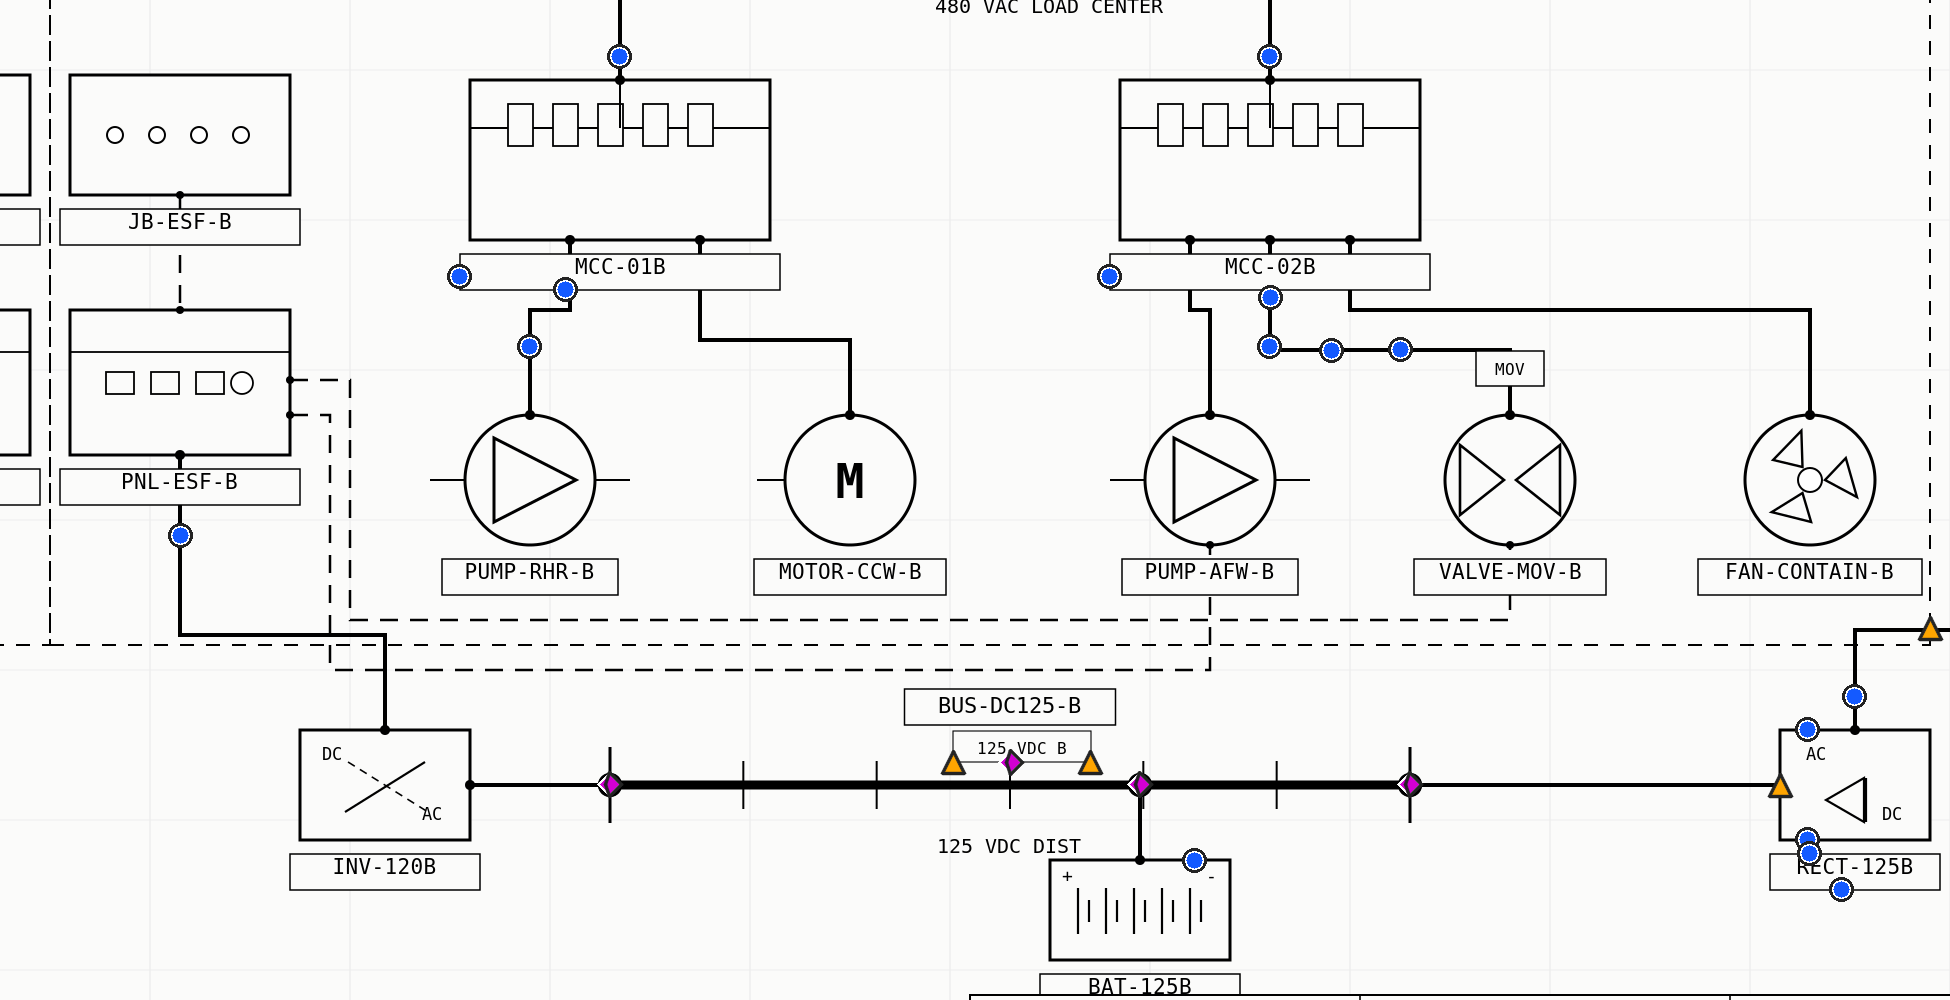 480 VAC LOAD CENTER
JB-ESF-B
MCC-01B
MCC-02B
MOV
PNL-ESF-B
M
PUMP-RHR-B
MOTOR-CCW-B
PUMP-AFW-B
VALVE-MOV-B
FAN-CONTAIN-B
BUS-DC125-B
125 VDC B
DC
AC
AC
DC
INV-120B
125 VDC DIST
RECT-125B
+
-
BAT-125B